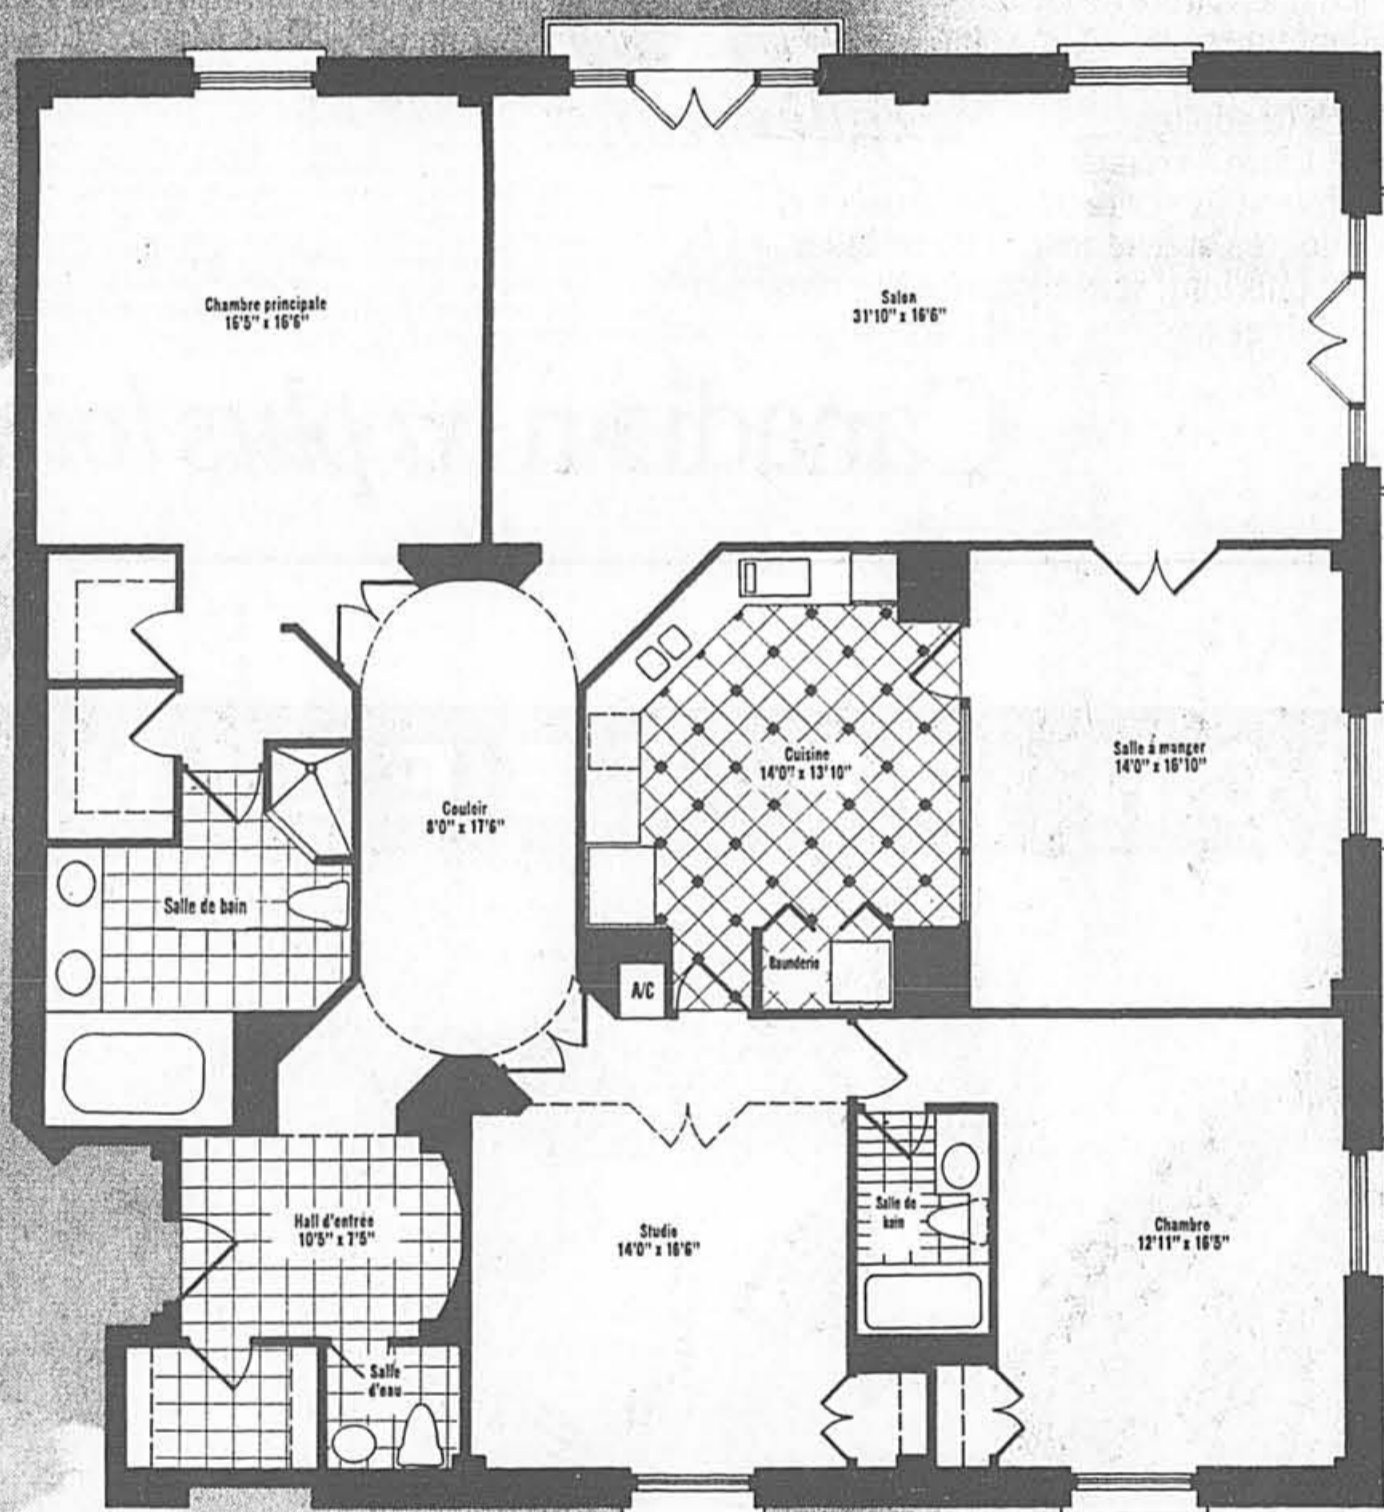 Chambre principale
16'5" x 16'6"
Salon
31'10" x 16'6"
Cuisine
14'0" x 13'10"
Salle à manger
14'0" x 16'10"
Couloir
8'0" x 17'6"
Salle de bain
Baunderie
A/C
Hall d'entrée
10'5" x 7'5"
Studio
14'0" x 16'6"
Salle de
bain
Chambre
12'11" x 16'5"
Salle
d'eau